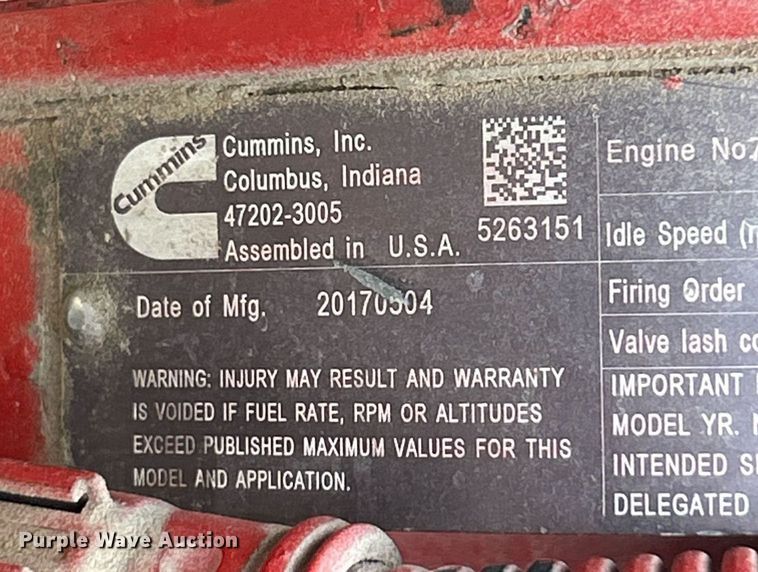 Cummins
Cummins, Inc.
Columbus, Indiana
47202-3005
Assembled in U.S.A.
5263151
Date of Mfg. 20170504
WARNING: INJURY MAY RESULT AND WARRANTY
IS VOIDED IF FUEL RATE, RPM OR ALTITUDES
EXCEED PUBLISHED MAXIMUM VALUES FOR THIS
MODEL AND APPLICATION.
Engine No.
Idle Speed (
Firing Order
Valve lash co
IMPORTANT
MODEL YR.
INTENDED S
DELEGATED
Purple Wave Auction